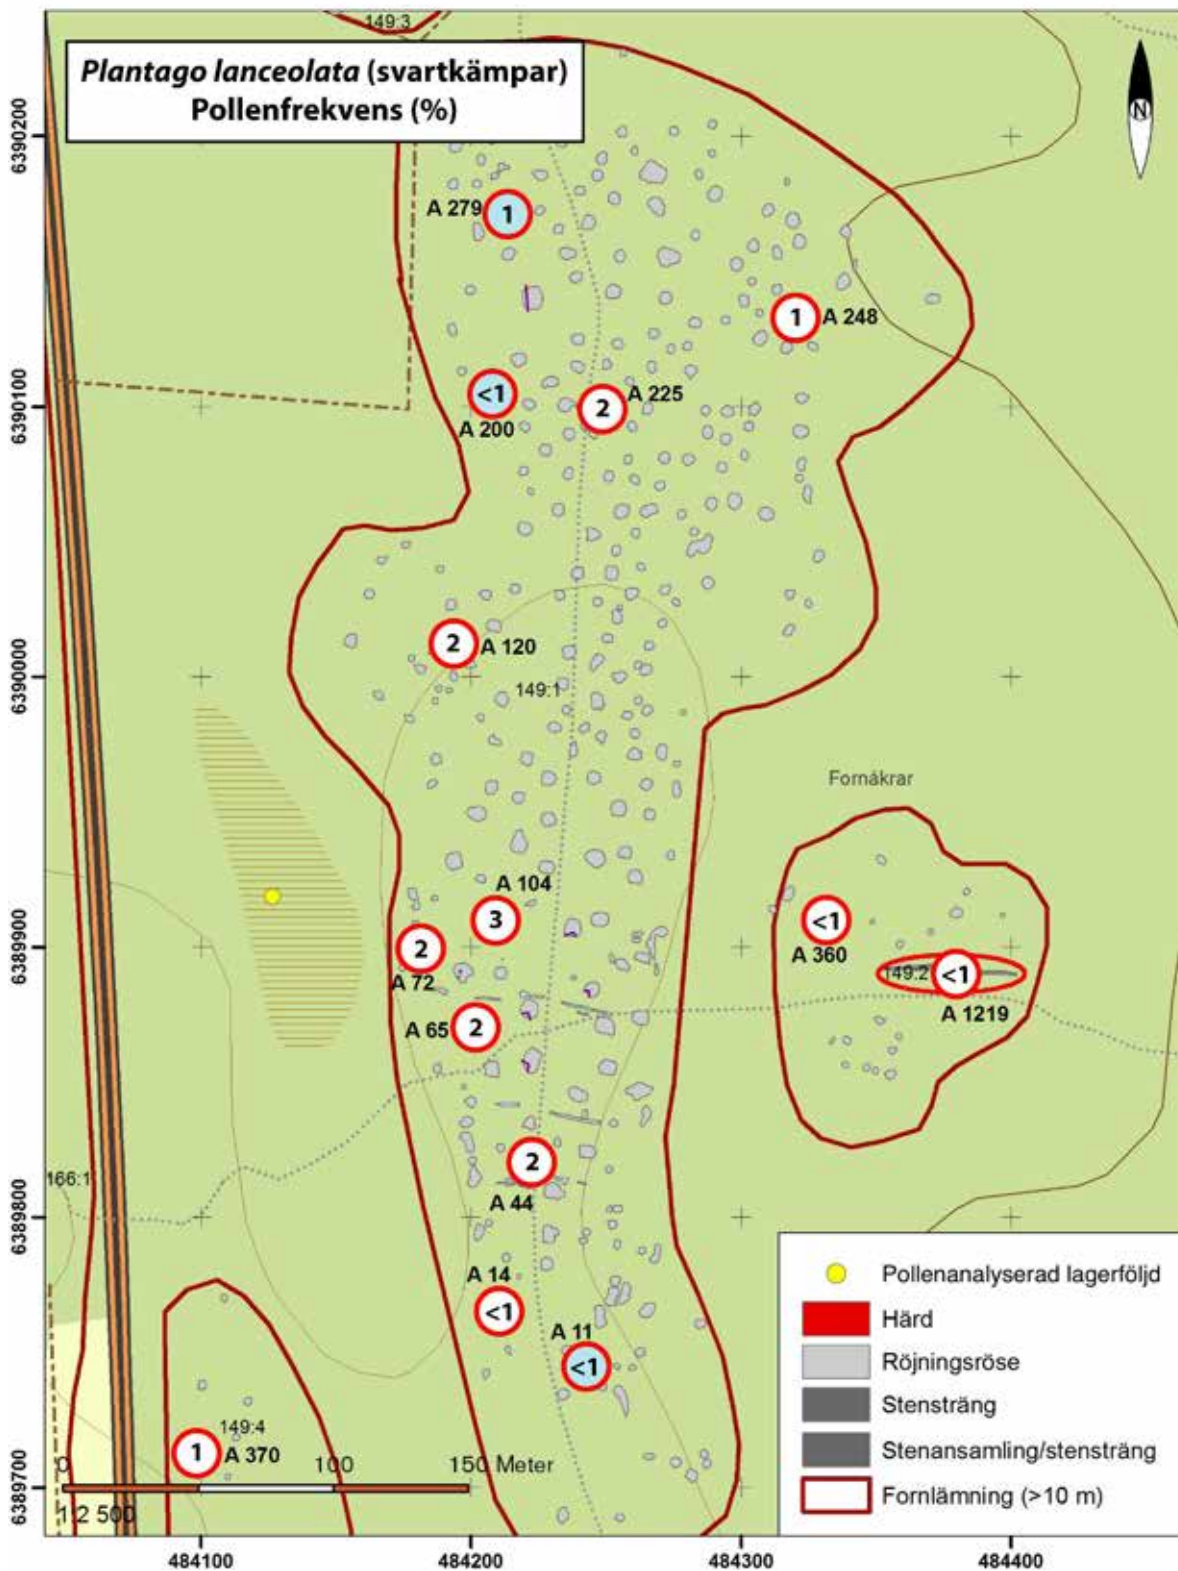 149:3
Plantago lanceolata (svartkämpar)
Pollenfrekvens (%)
N
6390200
A 279
1
1
A 248
<1
A 200
2
A 225
6390100
2
A 120
6390000
149:1
Fornåkrar
A 104
3
2
A 72
<1
A 360
6389900
149:2
<1
A 1219
A 65
2
2
A 44
166:1
6389800
A 14
<1
A 11
<1
149:4
1
A 370
0
100
150 Meter
1:2 500
6389700
Pollenanalyserad lagerföljd
Härd
Röjningsröse
Stensträng
Stenansamling/stensträng
Fornlämning (>10 m)
484100
484200
484300
484400